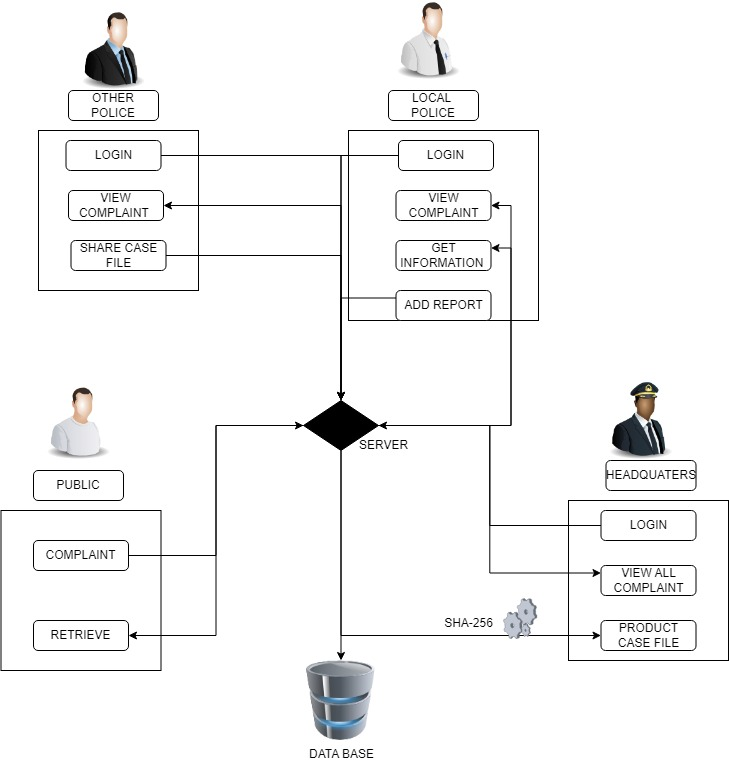 OTHER
POLICE
LOGIN
VIEW
COMPLAINT
SHARE CASE
FILE
LOCAL
POLICE
LOGIN
VIEW
COMPLAINT
GET
INFORMATION
ADD REPORT
SERVER
PUBLIC
COMPLAINT
RETRIEVE
HEADQUATERS
LOGIN
VIEW ALL
COMPLAINT
SHA-256
PRODUCT
CASE FILE
DATA BASE